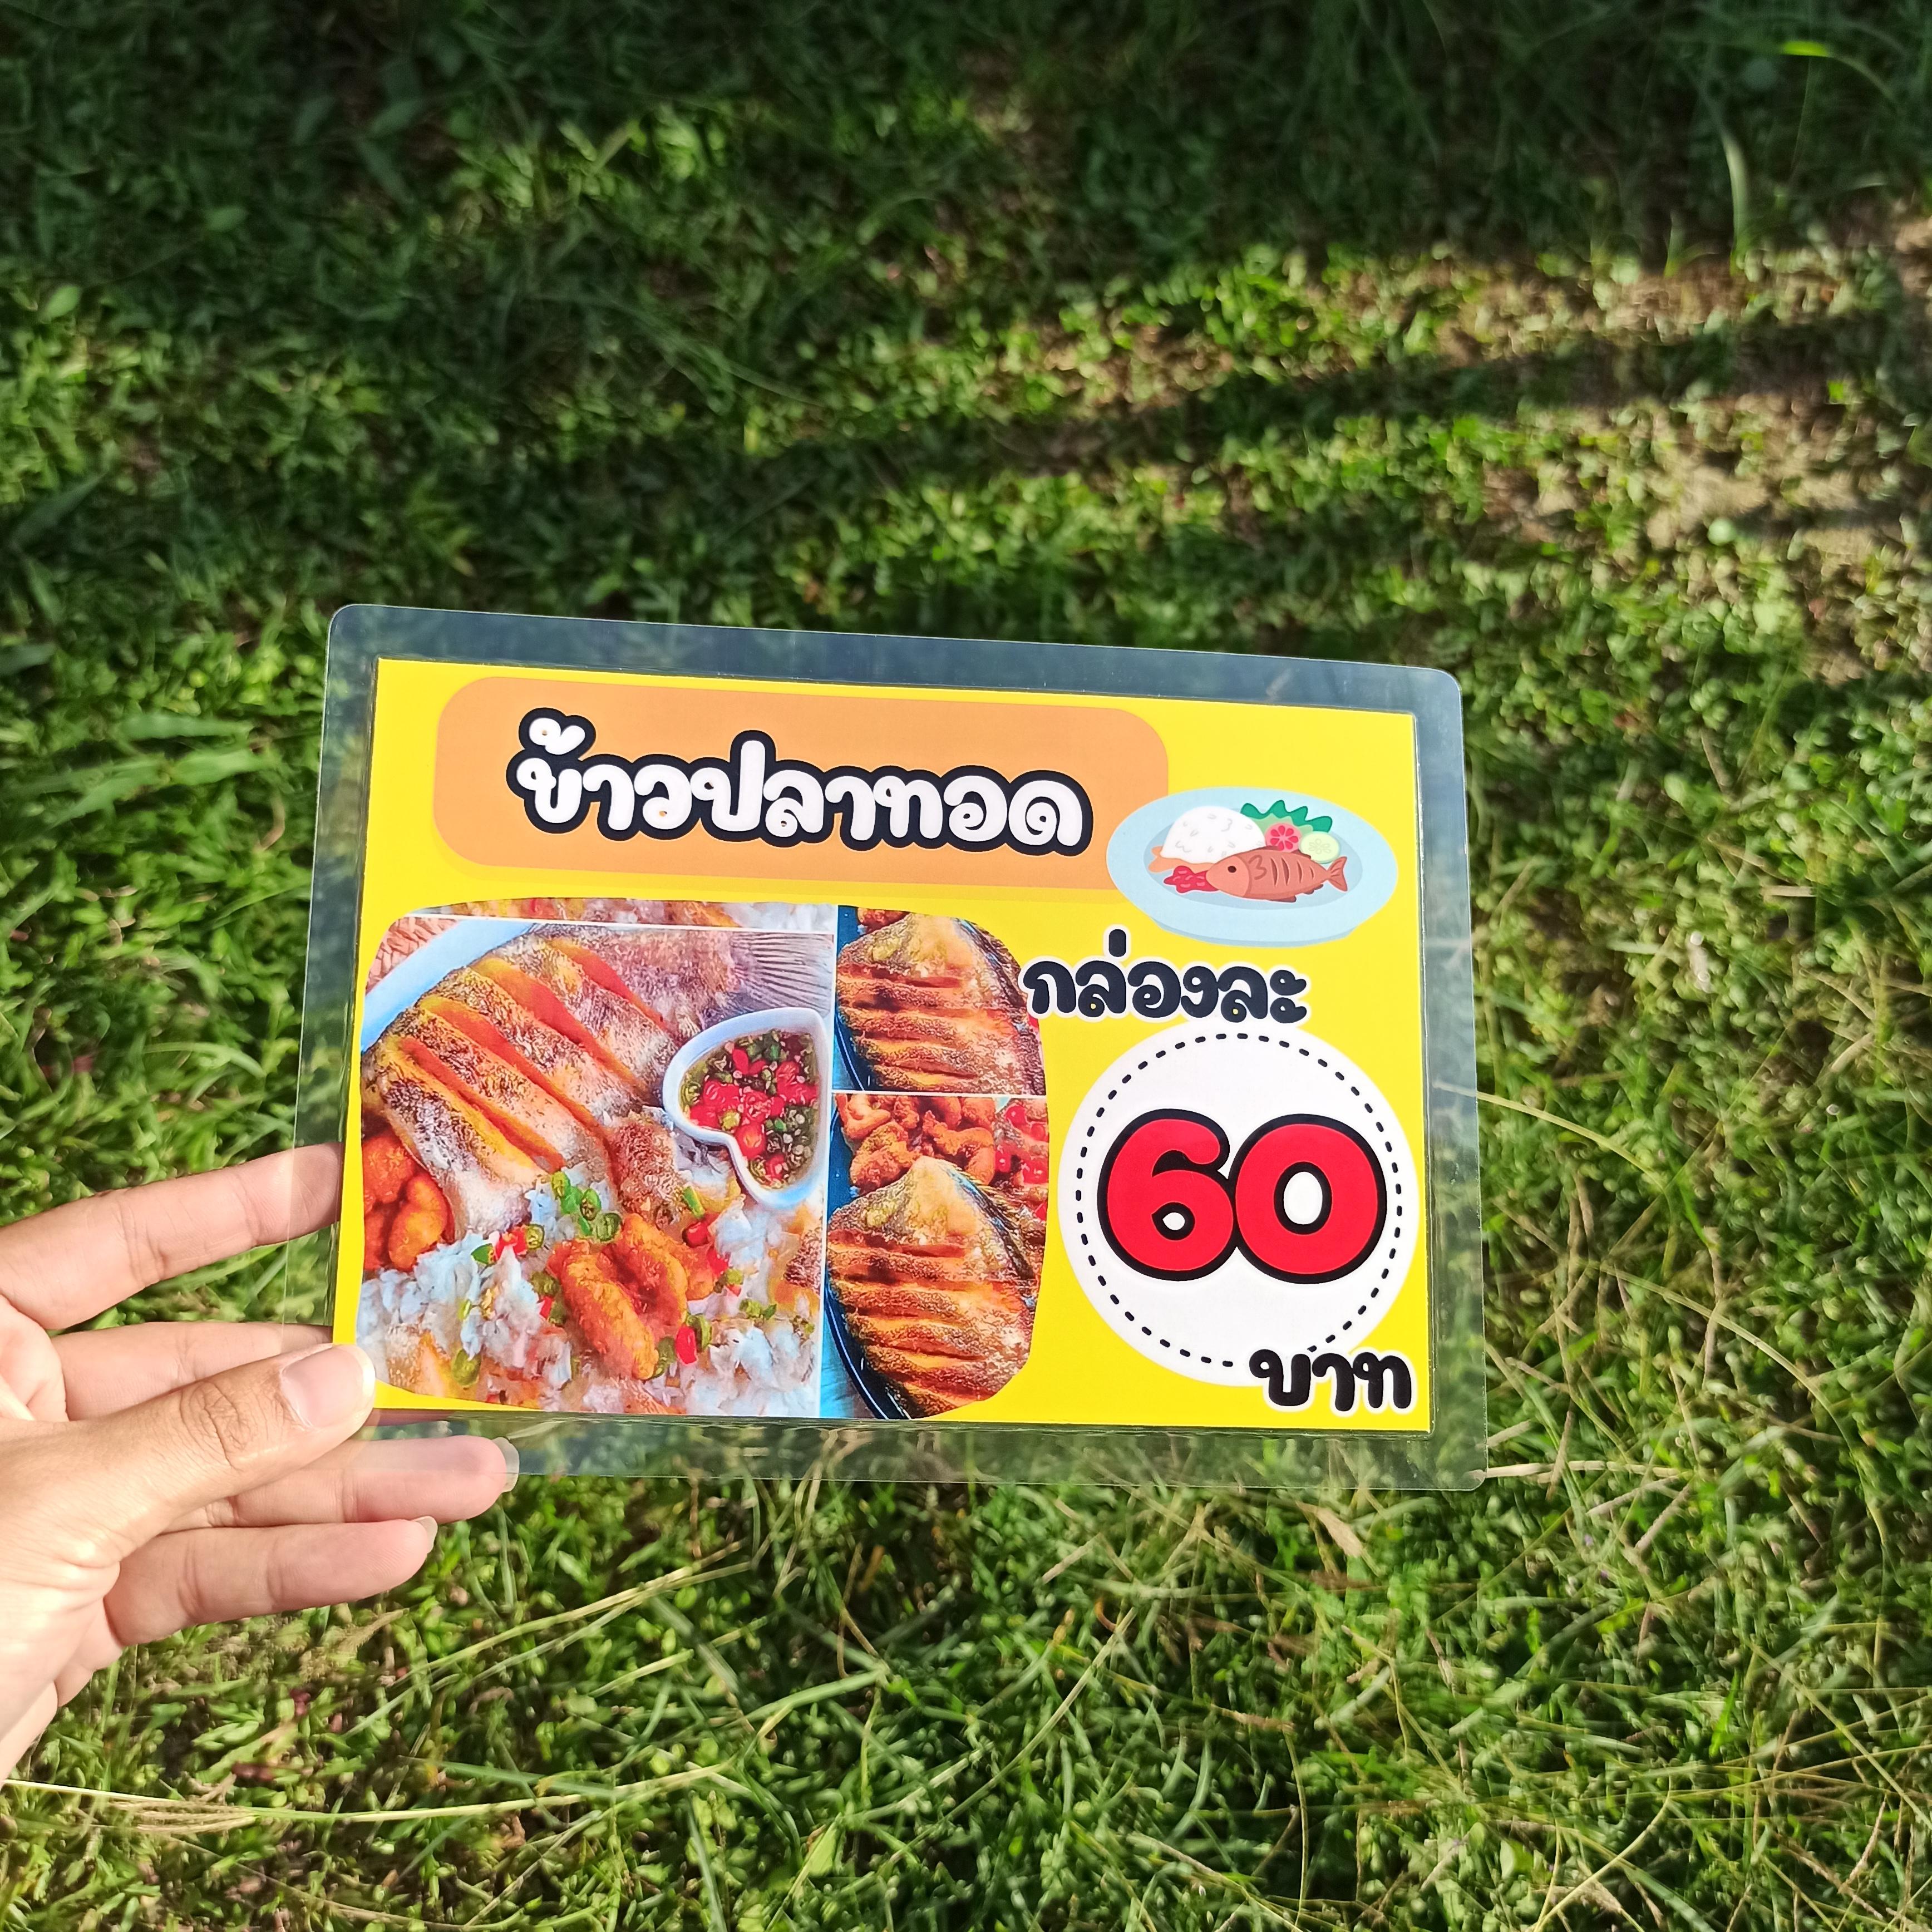 ข้าวปลาทอด
กล่องละ
60
บาท